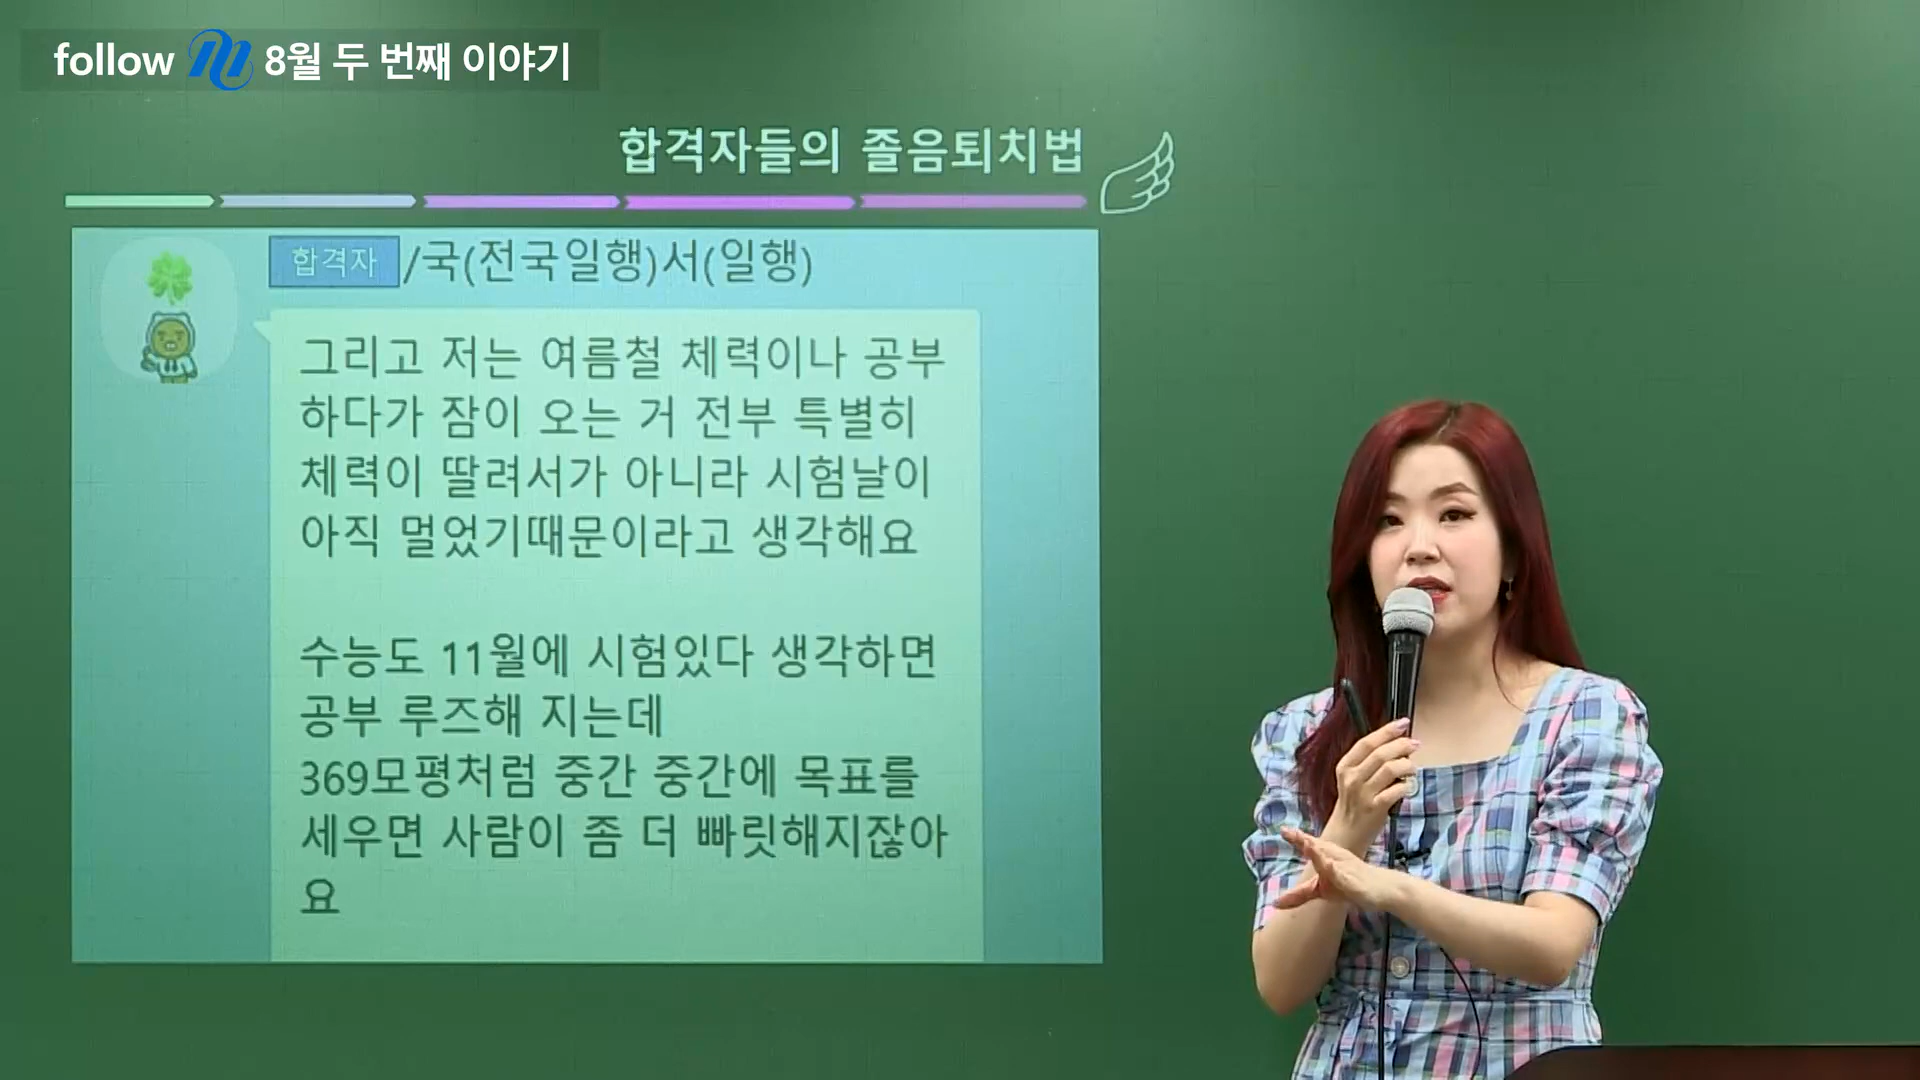 follow 8월 두 번째 이야기
합격자들의 졸음퇴치법
합격자 /국(전국일행)서(일행)
그리고 저는 여름철 체력이나 공부
하다가 잠이 오는 거 전부 특별히
체력이 딸려서가 아니라 시험날이
아직 멀었기때문이라고 생각해요
수능도 11월에 시험있다 생각하면
공부 루즈해 지는데
369모평처럼 중간 중간에 목표를
세우면 사람이 좀 더 빠릿해지잖아
요